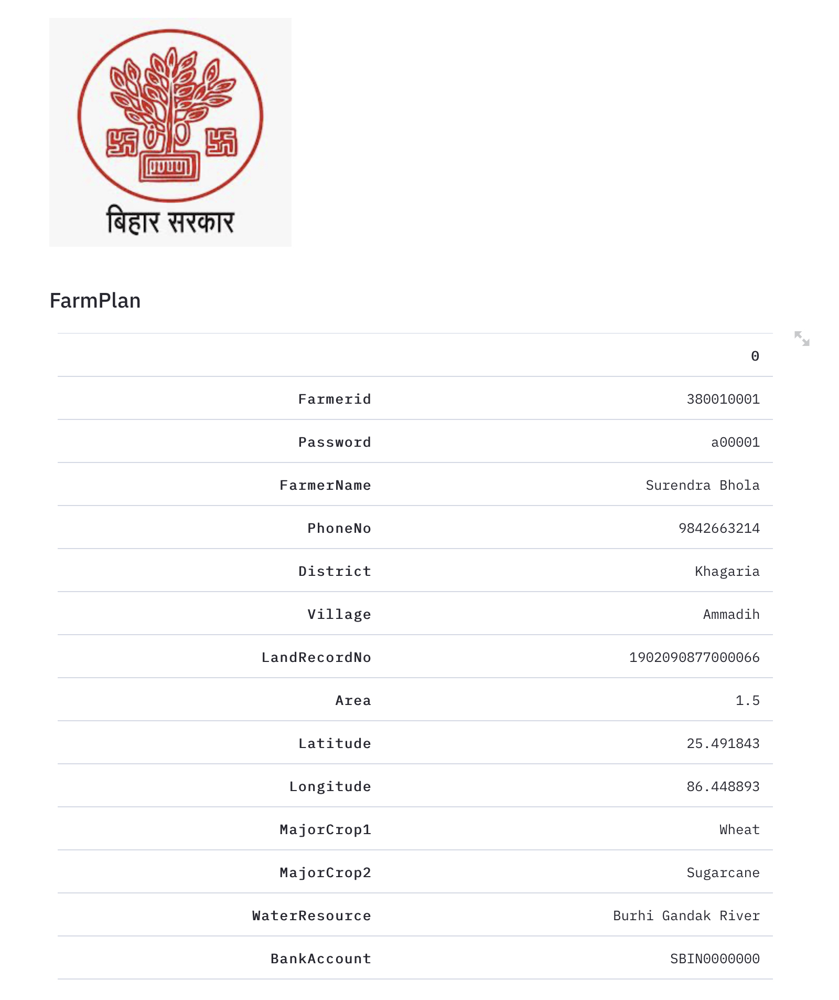 बिहार सरकार
FarmPlan
0
Farmerid 380010001
Password a00001
FarmerName Surendra Bhola
PhoneNo 9842663214
District Khagaria
Village Ammadih
LandRecordNo 1902090877000066
Area 1.5
Latitude 25.491843
Longitude 86.448893
MajorCrop1 Wheat
MajorCrop2 Sugarcane
WaterResource Burhi Gandak River
BankAccount SBIN0000000